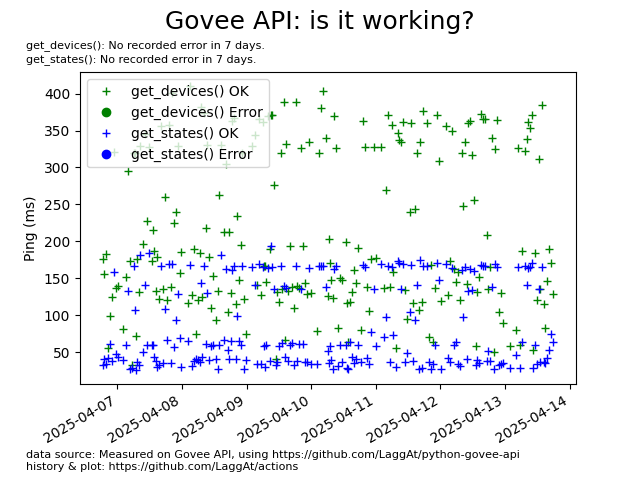 Govee API: is it working?
get_devices(): No recorded error in 7 days.
get_states(): No recorded error in 7 days.
get_devices() OK
get_devices() Error
get_states() OK
get_states() Error
400
350
300
250
200
150
100
50
Ping (ms)
2025-04-07
2025-04-08
2025-04-09
2025-04-10
2025-04-11
2025-04-12
2025-04-13
2025-04-14
data source: Measured on Govee API, using https://github.com/LaggAt/python-govee-api
history & plot: https://github.com/LaggAt/actions